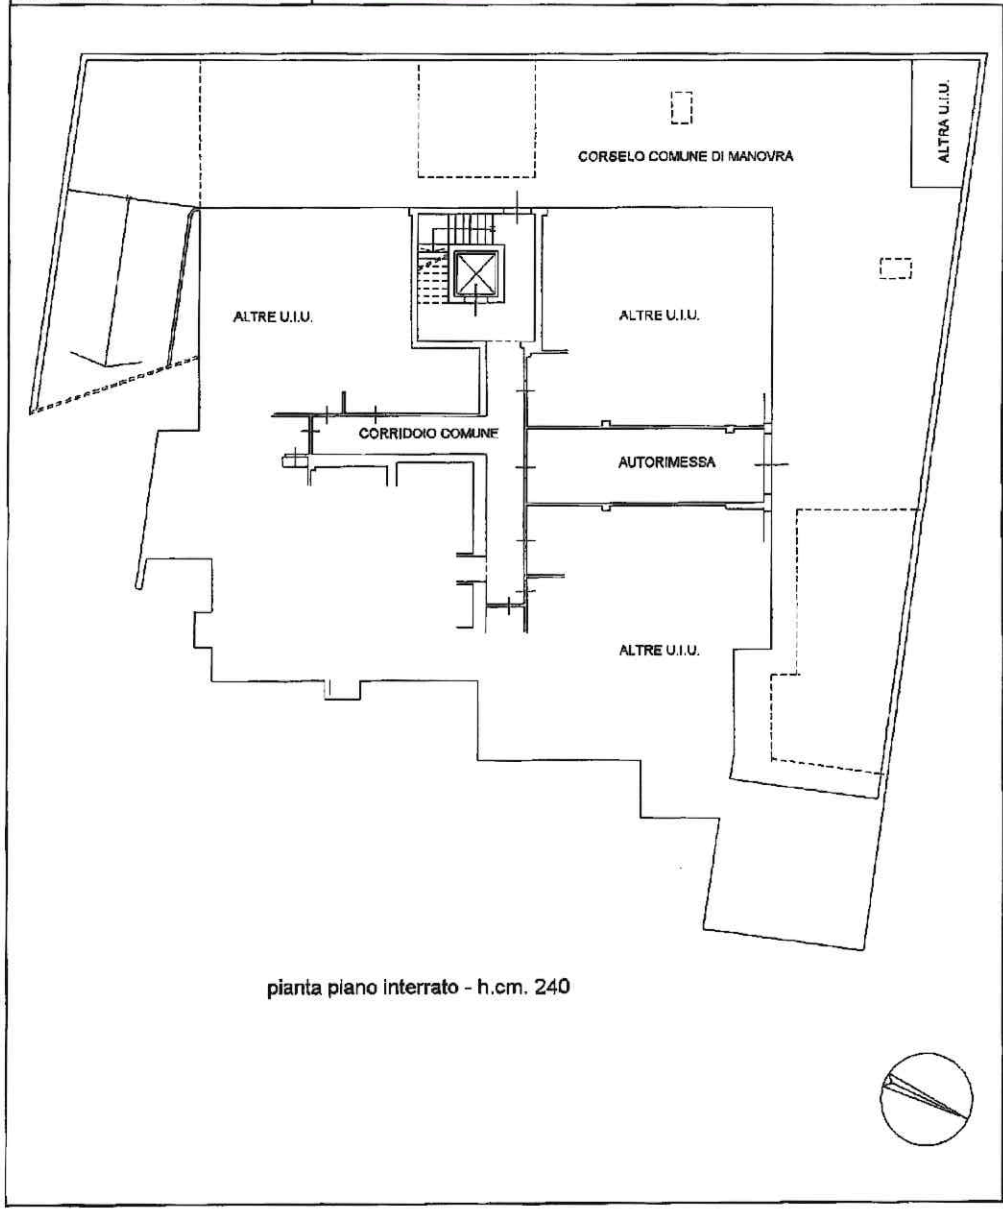 ALTRA U.I.U.
CORSELO COMUNE DI MANOVRA
ALTRE U.I.U.
ALTRE U.I.U.
CORRIDOIO COMUNE
AUTORIMESSA
ALTRE U.I.U.
pianta piano interrato - h.cm. 240